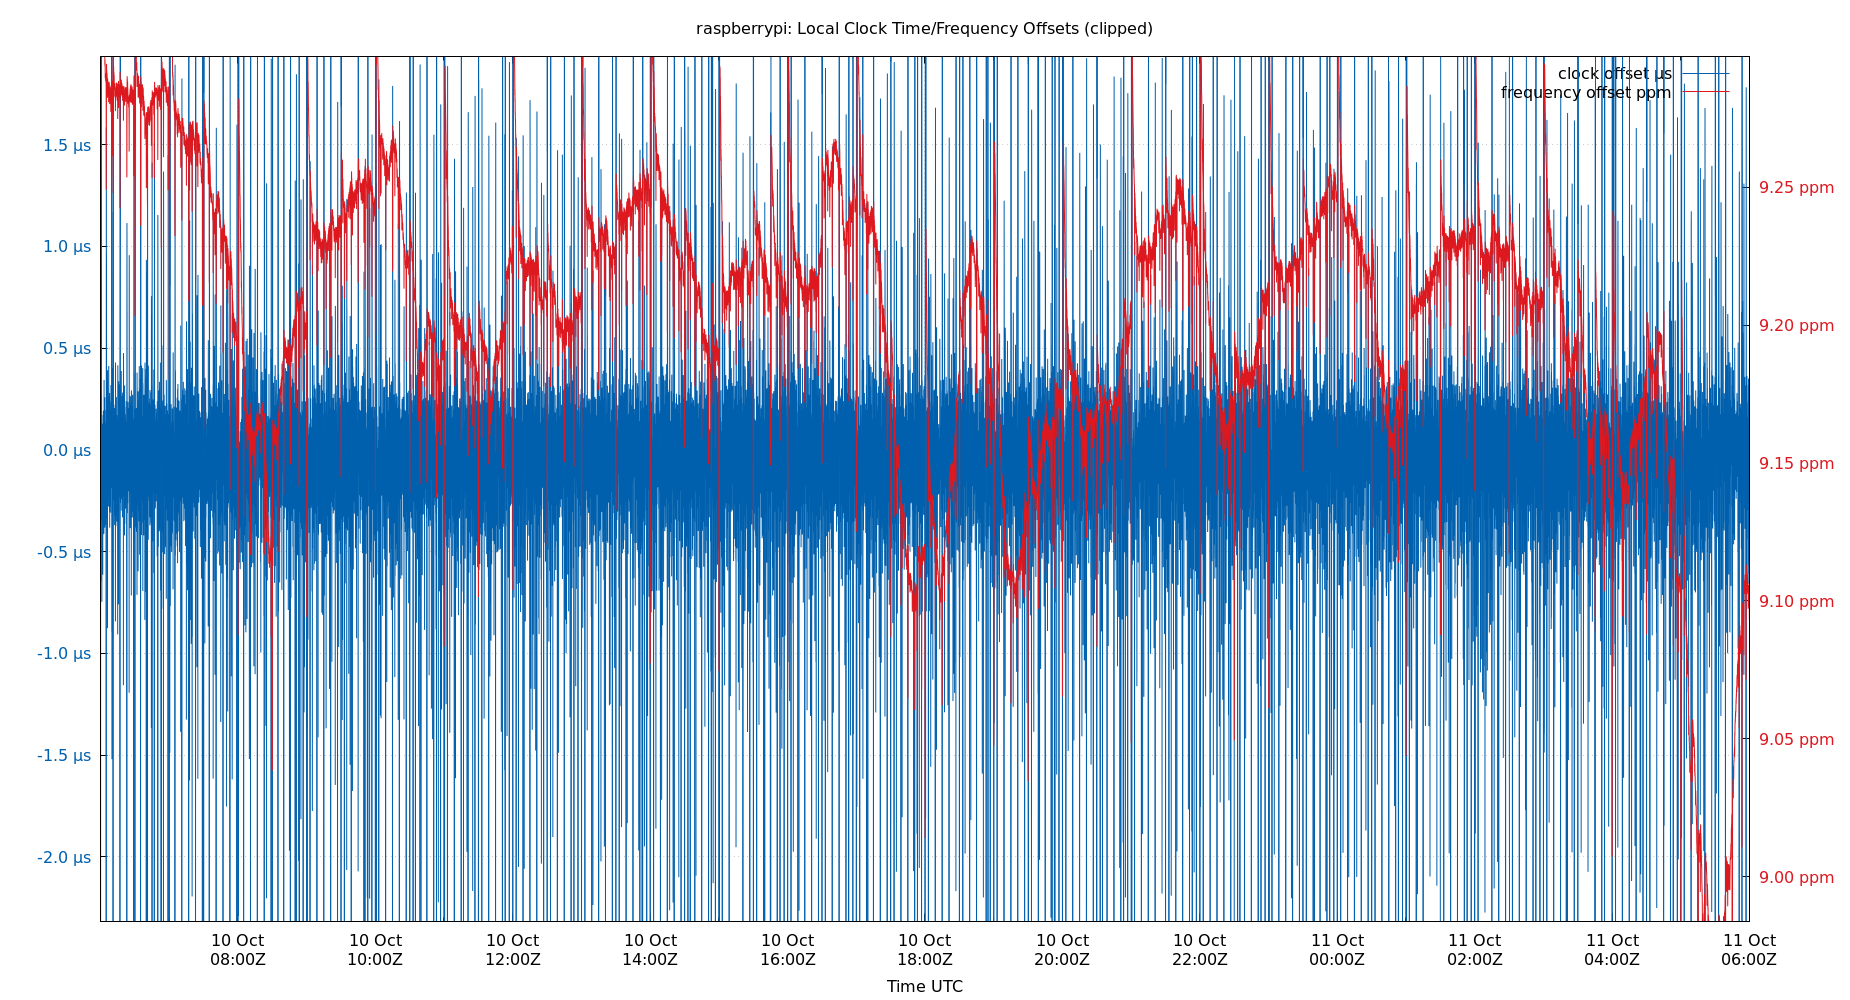 raspberrypi: Local Clock Time/Frequency Offsets (clipped)
clock offset µs
frequency offset ppm
1.5 µs
1.0 µs
0.5 µs
0.0 µs
-0.5 µs
-1.0 µs
-1.5 µs
-2.0 µs
9.25 ppm
9.20 ppm
9.15 ppm
9.10 ppm
9.05 ppm
9.00 ppm
10 Oct
08:00Z
10 Oct
10:00Z
10 Oct
12:00Z
10 Oct
14:00Z
10 Oct
16:00Z
10 Oct
18:00Z
10 Oct
20:00Z
10 Oct
22:00Z
11 Oct
00:00Z
11 Oct
02:00Z
11 Oct
04:00Z
11 Oct
06:00Z
Time UTC